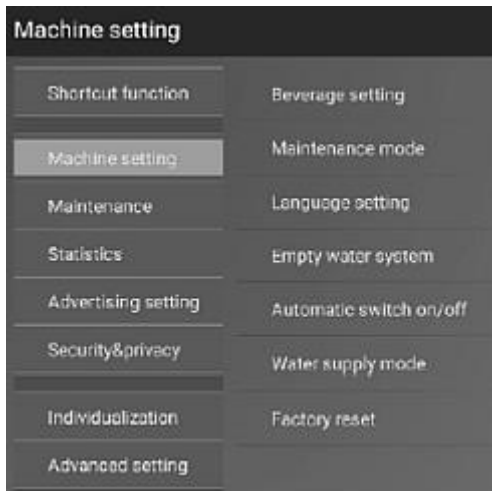 Machine setting
Shortcut function
Machine setting
Maintenance
Statistics
Advertising setting
Security&privacy
Individualization
Advanced setting
Beverage setting
Maintenance mode
Language setting
Empty water system
Automatic switch on/off
Water supply mode
Factory reset